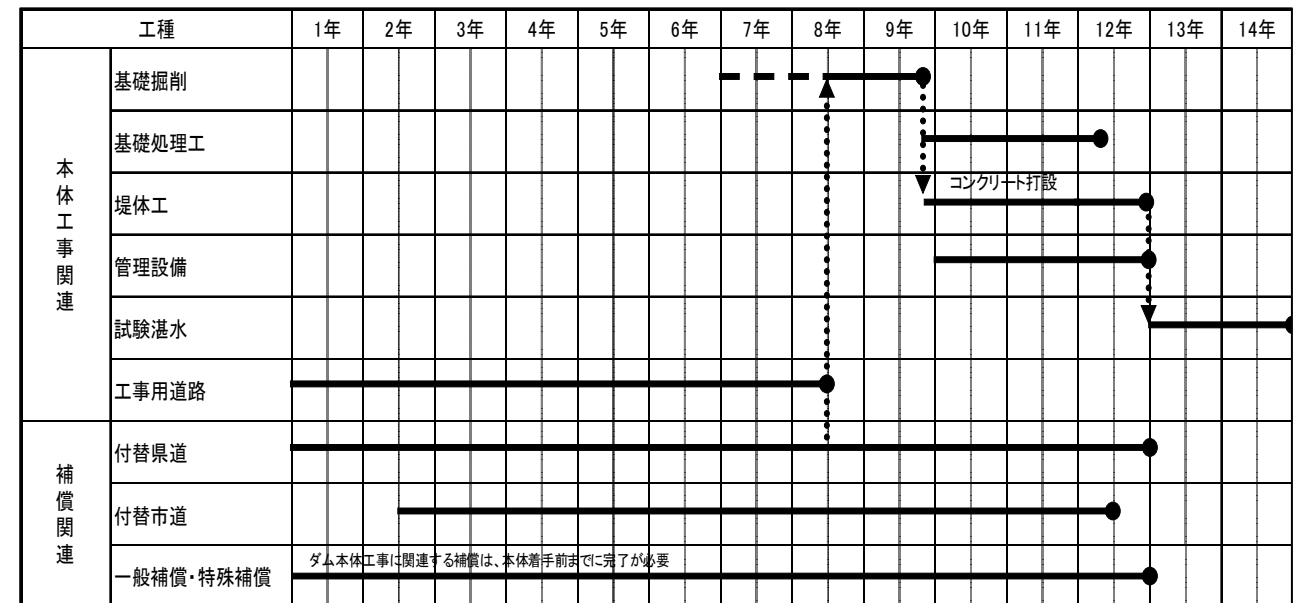 工種 1年 2年 3年 4年 5年 6年 7年 8年 9年 10年 11年 12年 13年 14年
本体工事関連
基礎掘削
基礎処理工
堤体工
コンクリート打設
管理設備
試験湛水
工事用道路
補償関連
付替県道
付替市道
一般補償・特殊補償
ダム本体工事に関連する補償は、本体着手前までに完了が必要